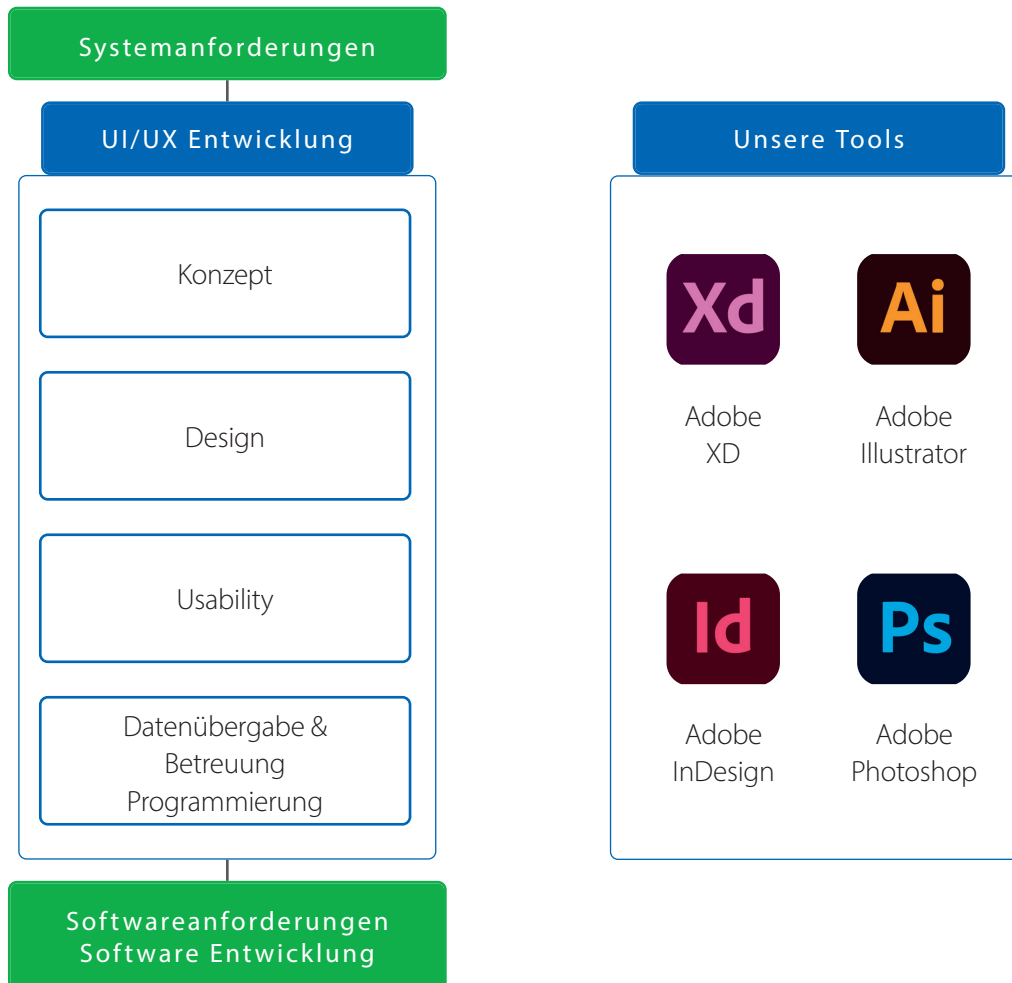 Systemanforderungen
UI/UX Entwicklung
Konzept
Design
Usability
Datenübergabe &
Betreuung
Programmierung
Softwareanforderungen
Software Entwicklung
Unsere Tools
Xd
Adobe
XD
Ai
Adobe
Illustrator
Id
Adobe
InDesign
Ps
Adobe
Photoshop